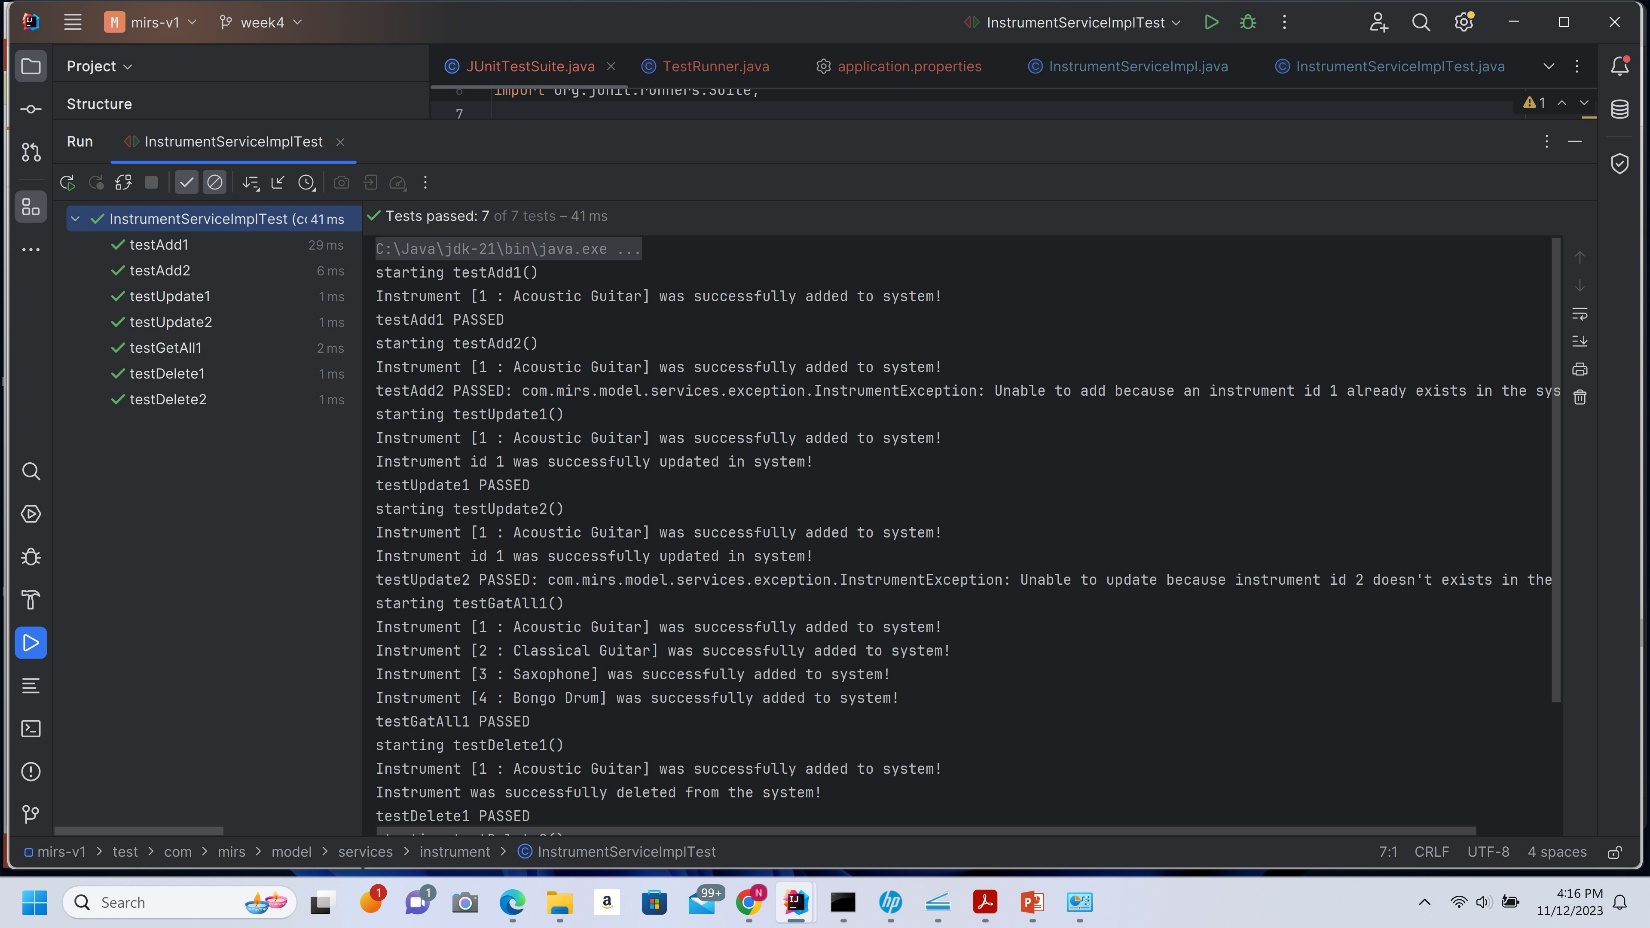 M mirs-v1 week4 InstrumentServiceImplTest
Project JUnitTestSuite.java TestRunner.java application.properties InstrumentServiceImpl.java InstrumentServiceImplTest.java
Structure
import org.junit.runners.Suite;
7
1
Run InstrumentServiceImplTest
InstrumentServiceImplTest (co 41 ms
Tests passed: 7 of 7 tests – 41 ms
testAdd1 29 ms
testAdd2 6 ms
testUpdate1 1 ms
testUpdate2 1 ms
testGetAll1 2 ms
testDelete1 1 ms
testDelete2 1 ms
C:\Java\jdk-21\bin\java.exe ...
starting testAdd1()
Instrument [1 : Acoustic Guitar] was successfully added to system!
testAdd1 PASSED
starting testAdd2()
Instrument [1 : Acoustic Guitar] was successfully added to system!
testAdd2 PASSED: com.mirs.model.services.exception.InstrumentException: Unable to add because an instrument id 1 already exists in the sys
starting testUpdate1()
Instrument [1 : Acoustic Guitar] was successfully added to system!
Instrument id 1 was successfully updated in system!
testUpdate1 PASSED
starting testUpdate2()
Instrument [1 : Acoustic Guitar] was successfully added to system!
Instrument id 1 was successfully updated in system!
testUpdate2 PASSED: com.mirs.model.services.exception.InstrumentException: Unable to update because instrument id 2 doesn't exists in the
starting testGatAll1()
Instrument [1 : Acoustic Guitar] was successfully added to system!
Instrument [2 : Classical Guitar] was successfully added to system!
Instrument [3 : Saxophone] was successfully added to system!
Instrument [4 : Bongo Drum] was successfully added to system!
testGatAll1 PASSED
starting testDelete1()
Instrument [1 : Acoustic Guitar] was successfully added to system!
Instrument was successfully deleted from the system!
testDelete1 PASSED
mirs-v1 > test > com > mirs > model > services > instrument > InstrumentServiceImplTest 7:1 CRLF UTF-8 4 spaces
Search 1 1 99+ N
4:16 PM
11/12/2023